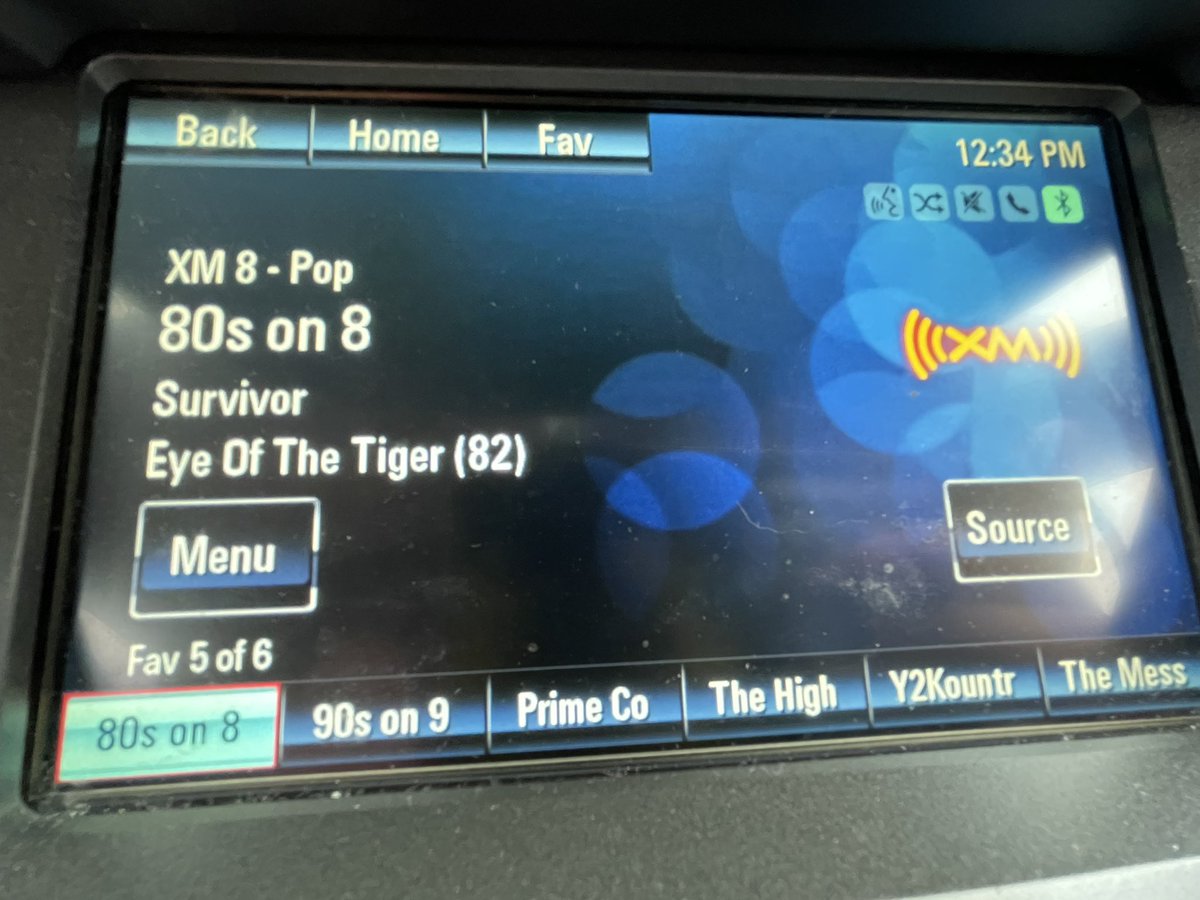 Back Home Fav
12:34 PM
XM 8 - Pop
80s on 8
XM
Survivor
Eye Of The Tiger (82)
Menu
Source
Fav 5 of 6
80s on 8 90s on 9 Prime Co The High Y2Kountr The Mess